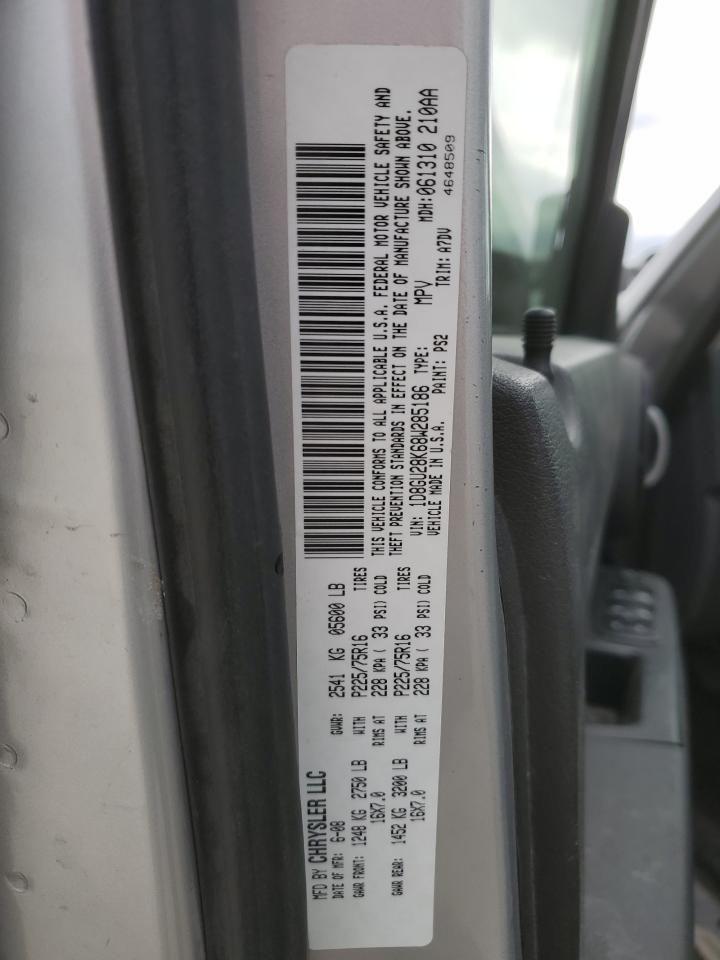 MFD BY CHRYSLER LLC
DATE OF MFR: 6-08 GVWR: 2541 KG 05600 LB
GAWR FRONT: 1248 KG 2750 LB WITH P225/75R16 TIRES
16X7.0 RIMS AT 228 KPA ( 33 PSI) COLD
GAWR REAR: 1452 KG 3200 LB WITH P225/75R16 TIRES
16X7.0 RIMS AT 228 KPA ( 33 PSI) COLD
THIS VEHICLE CONFORMS TO ALL APPLICABLE U.S.A. FEDERAL MOTOR VEHICLE SAFETY AND
THEFT PREVENTION STANDARDS IN EFFECT ON THE DATE OF MANUFACTURE SHOWN ABOVE.
VIN: 1D8GU28K68W285186 TYPE: MPV MDH:061310 210AA
VEHICLE MADE IN U.S.A. PAINT: PS2 TRIM: A7DV 4648509